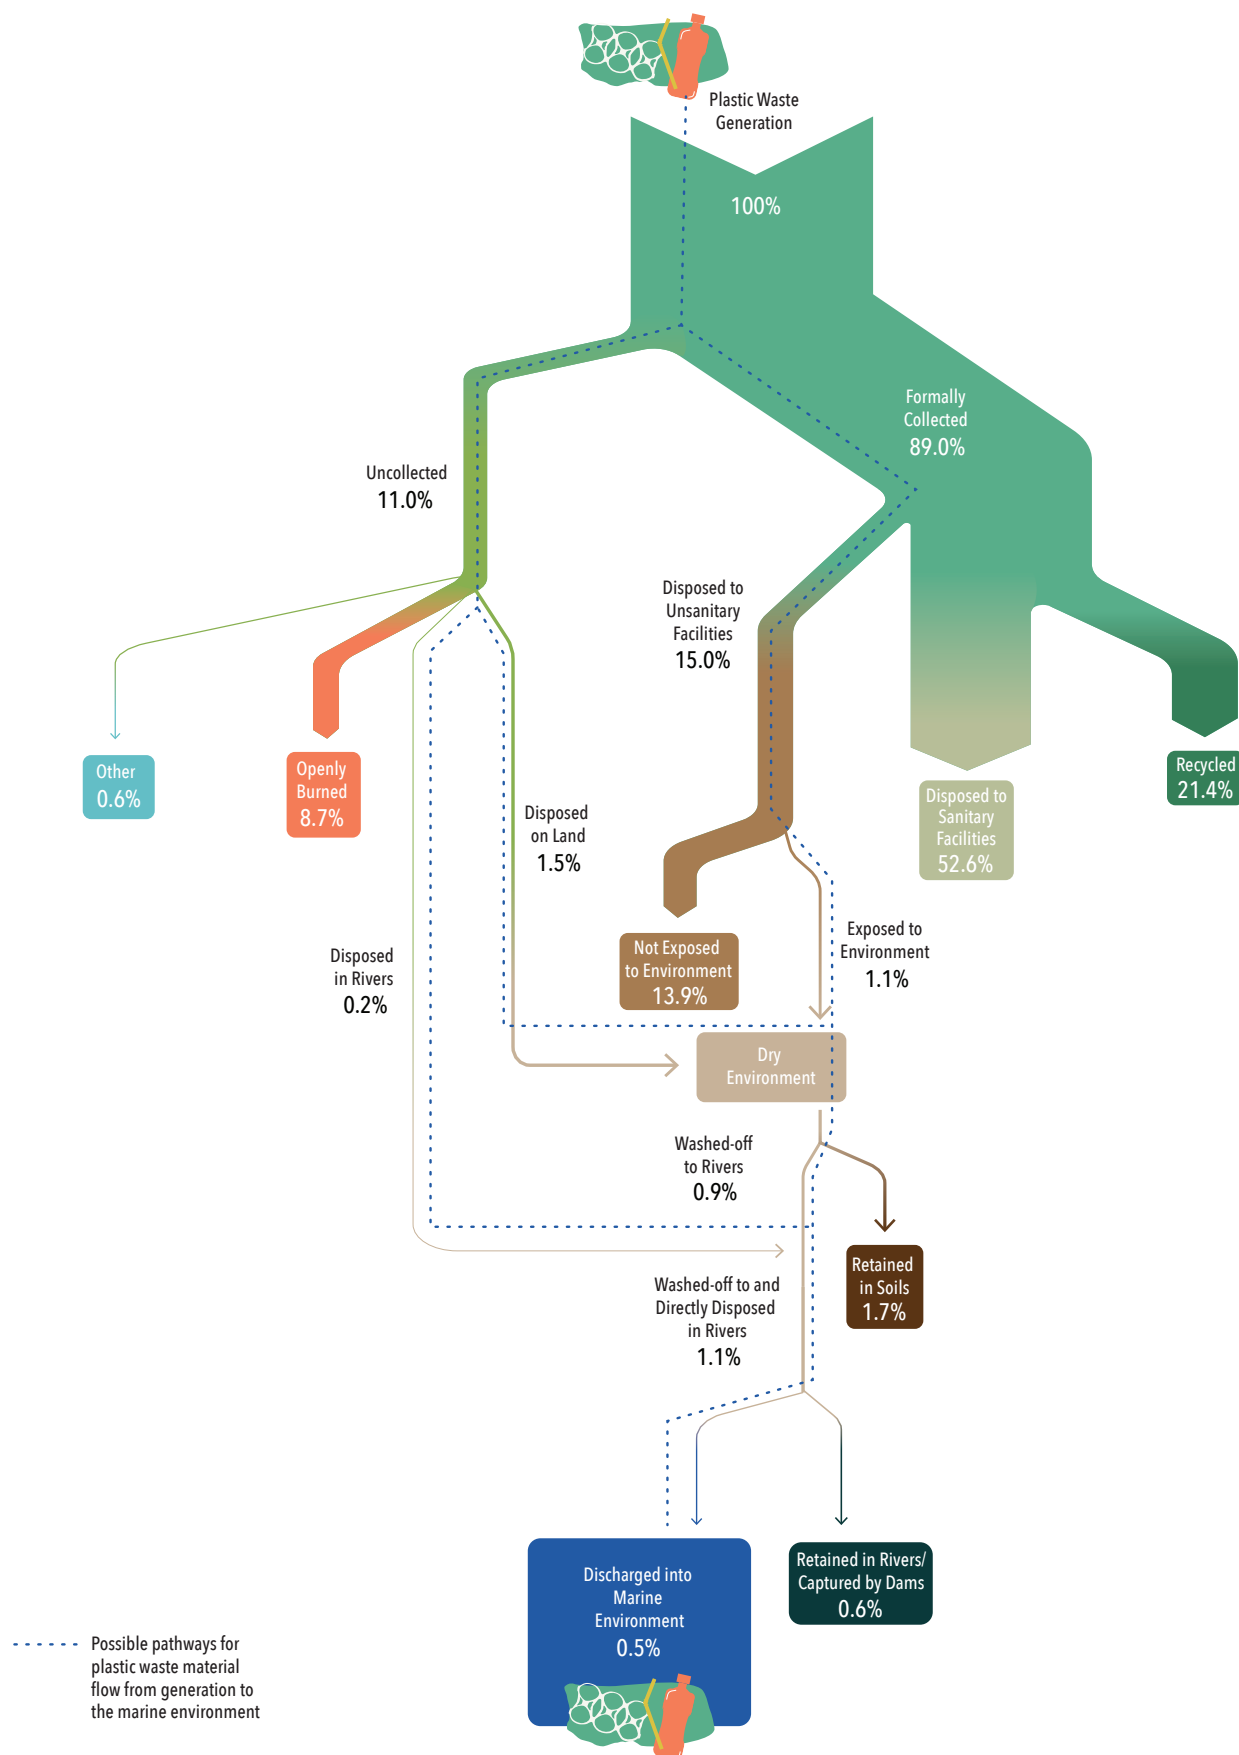 Plastic Waste
Generation
100%
Formally
Collected
89.0%
Uncollected
11.0%
Disposed to
Unsanitary
Facilities
15.0%
Other
0.6%
Openly
Burned
8.7%
Disposed
on Land
1.5%
Disposed to
Sanitary
Facilities
52.6%
Recycled
21.4%
Disposed
in Rivers
0.2%
Not Exposed
to Environment
13.9%
Exposed to
Environment
1.1%
Dry
Environment
Washed-off
to Rivers
0.9%
Retained
in Soils
1.7%
Washed-off to and
Directly Disposed
in Rivers
1.1%
Discharged into
Marine
Environment
0.5%
Retained in Rivers/
Captured by Dams
0.6%
Possible pathways for
plastic waste material
flow from generation to
the marine environment